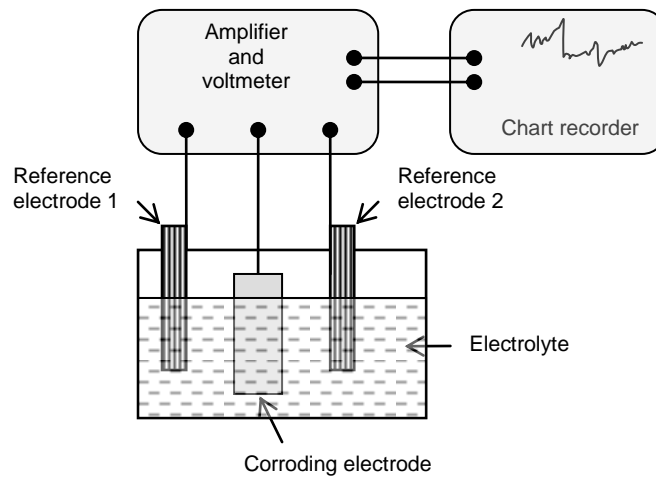 Amplifier
and
voltmeter
Chart recorder
Reference
electrode 1
Reference
electrode 2
Electrolyte
Corroding electrode